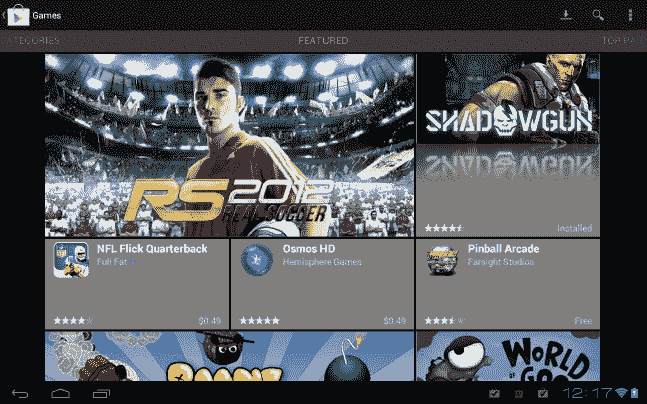 Games
CATEGORIES
FEATURED
TOP PA
RS 2012
REAL SOCCER
SHADOWGUN
Installed
NFL Flick Quarterback
Full Fat
$0.49
Osmos HD
Hemisphere Games
$0.49
Pinball Arcade
Farsight Studios
Free
WORLD
OF GOO
12:17